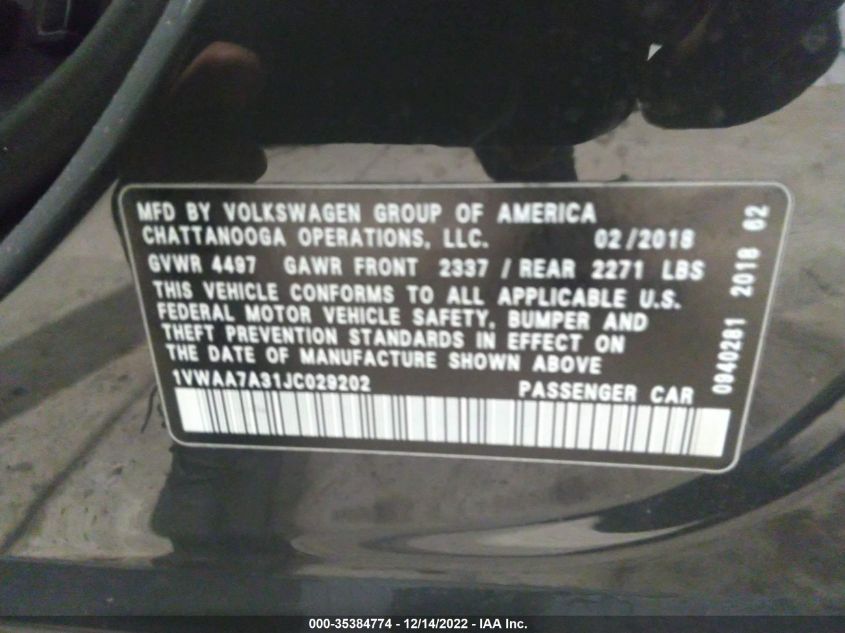 MFD BY VOLKSWAGEN GROUP OF AMERICA
CHATTANOOGA OPERATIONS, LLC. 02/2018
GVWR 4497 GAWR FRONT 2337 / REAR 2271 LBS
THIS VEHICLE CONFORMS TO ALL APPLICABLE U.S.
FEDERAL MOTOR VEHICLE SAFETY, BUMPER AND
THEFT PREVENTION STANDARDS IN EFFECT ON
THE DATE OF MANUFACTURE SHOWN ABOVE
1VWAA7A31JC029202 PASSENGER CAR
0940281 2018 62
000-35384774 - 12/14/2022 - IAA Inc.